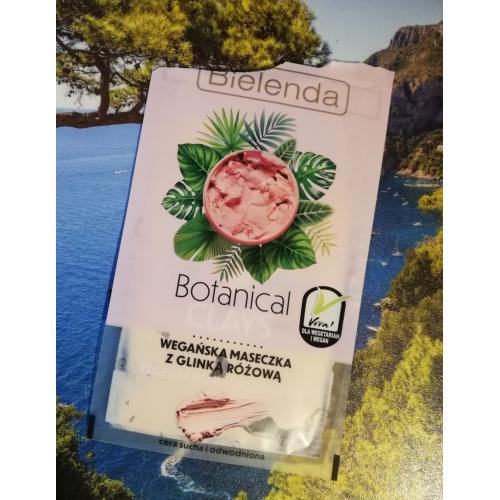 Bielenda
Botanical
CLAYS
Viva!
DLA WEGETARIAN
I WEGAN
WEGAŃSKA MASECZKA
Z GLINKĄ RÓŻOWĄ
cera sucha i odwodniona